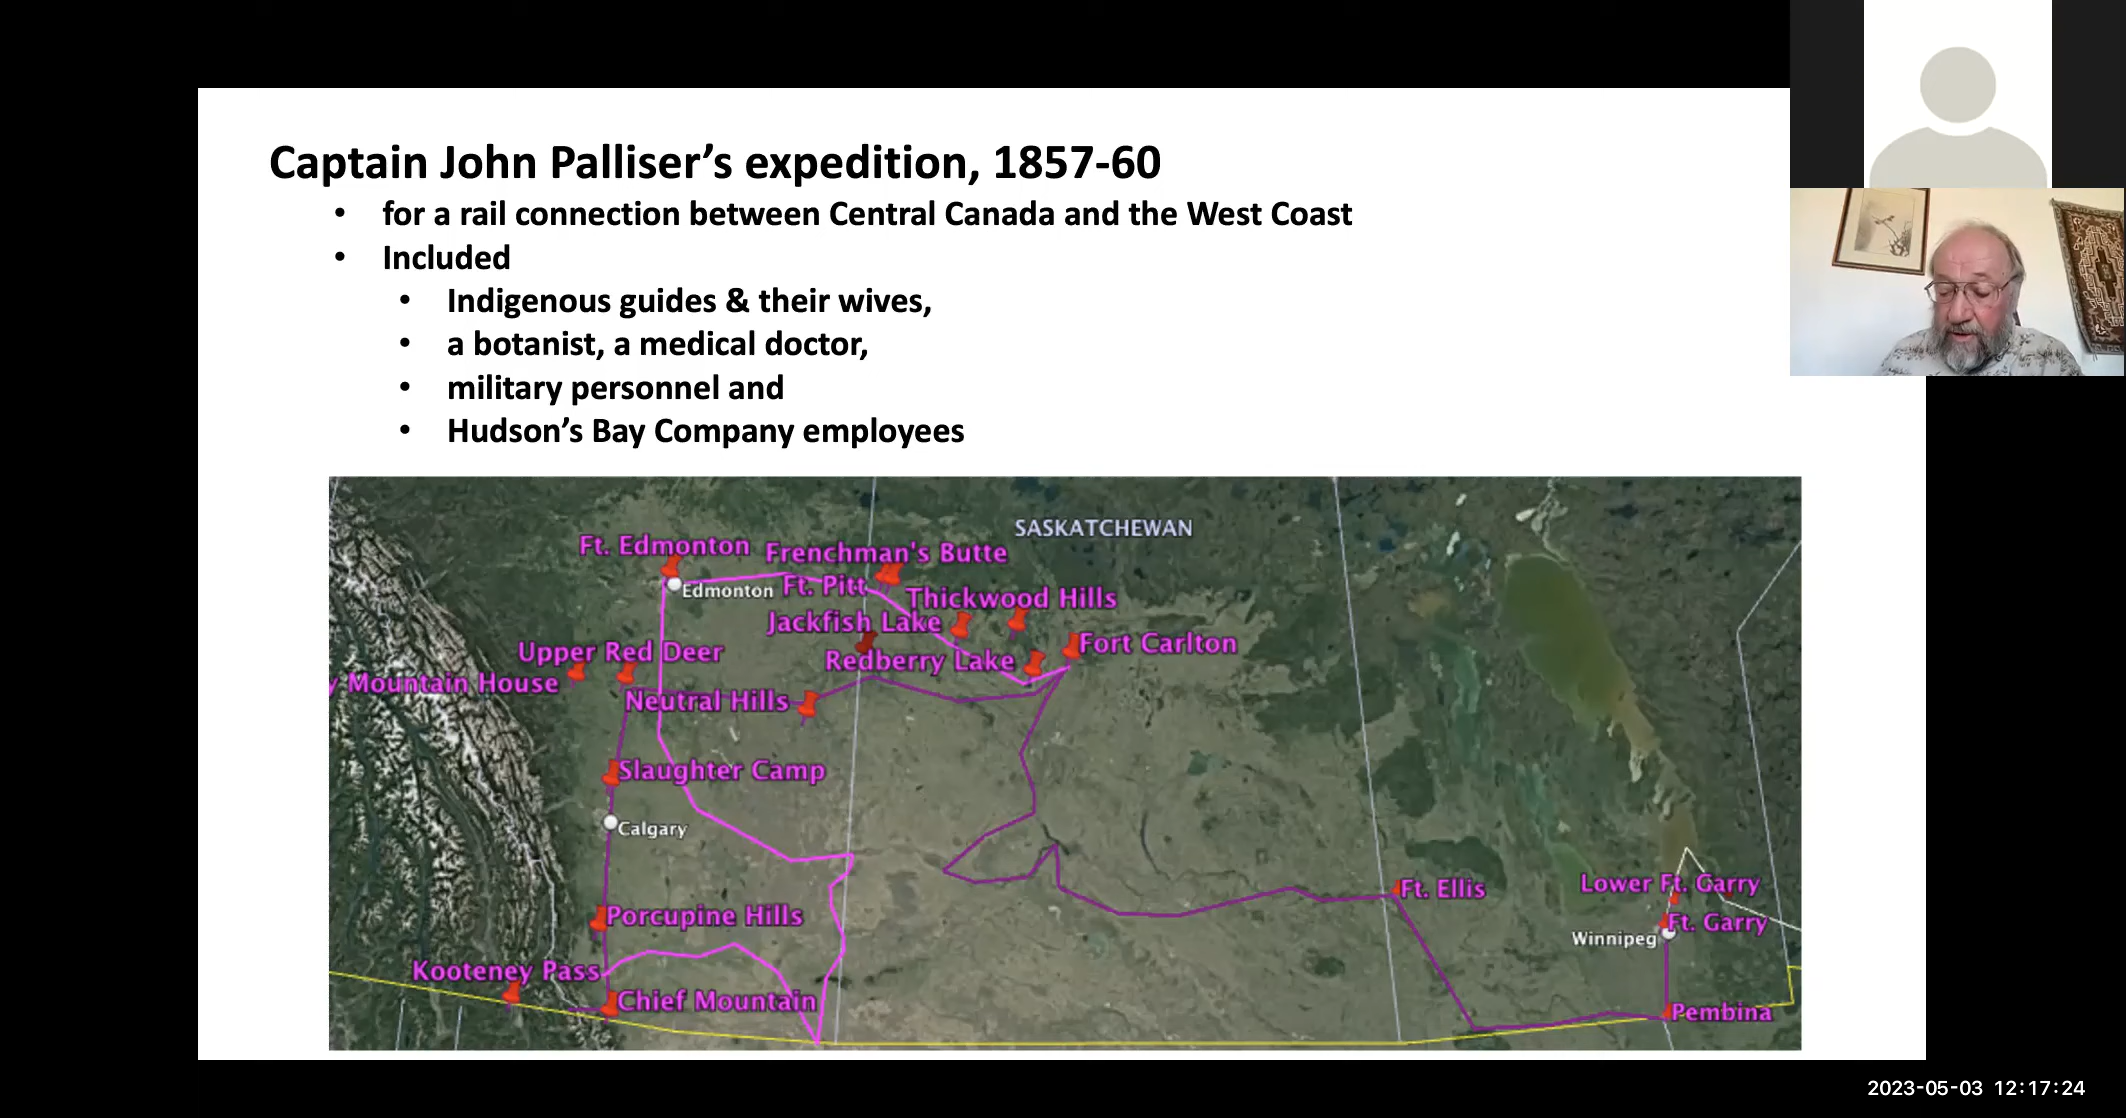 Captain John Palliser’s expedition, 1857-60
• for a rail connection between Central Canada and the West Coast
• Included
• Indigenous guides & their wives,
• a botanist, a medical doctor,
• military personnel and
• Hudson’s Bay Company employees
SASKATCHEWAN
Ft. Edmonton
Frenchman's Butte
Edmonton
Ft. Pitt
Thickwood Hills
Jackfish Lake
Fort Carlton
Upper Red Deer
Redberry Lake
y Mountain House
Neutral Hills
Slaughter Camp
Calgary
Ft. Ellis
Lower Ft. Garry
Porcupine Hills
Ft. Garry
Winnipeg
Kooteney Pass
Chief Mountain
Pembina
2023-05-03 12:17:24